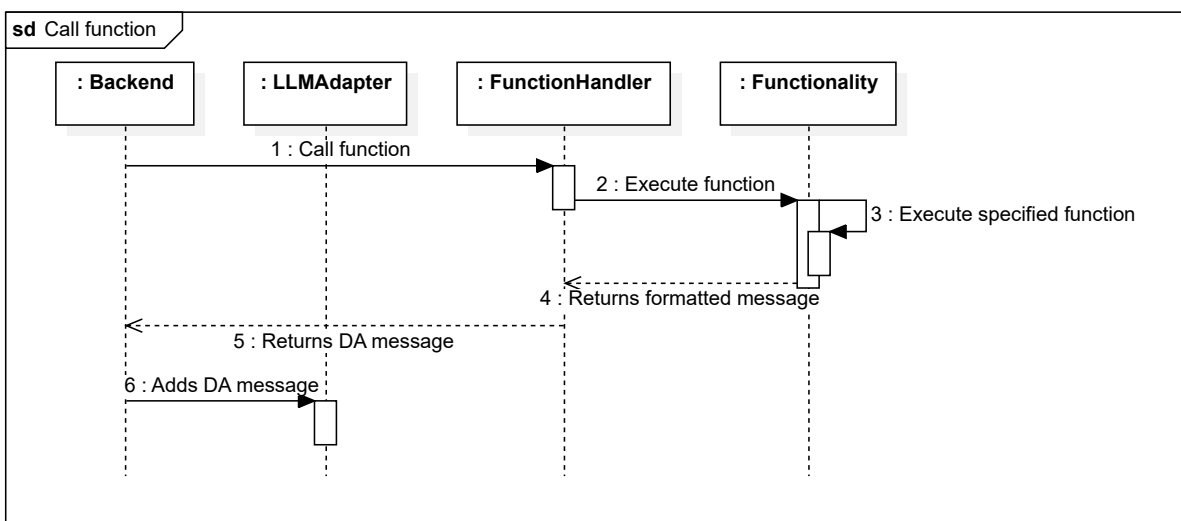 sd Call function
: Backend
: LLMAdapter
: FunctionHandler
: Functionality
1 : Call function
2 : Execute function
3 : Execute specified function
4 : Returns formatted message
5 : Returns DA message
6 : Adds DA message